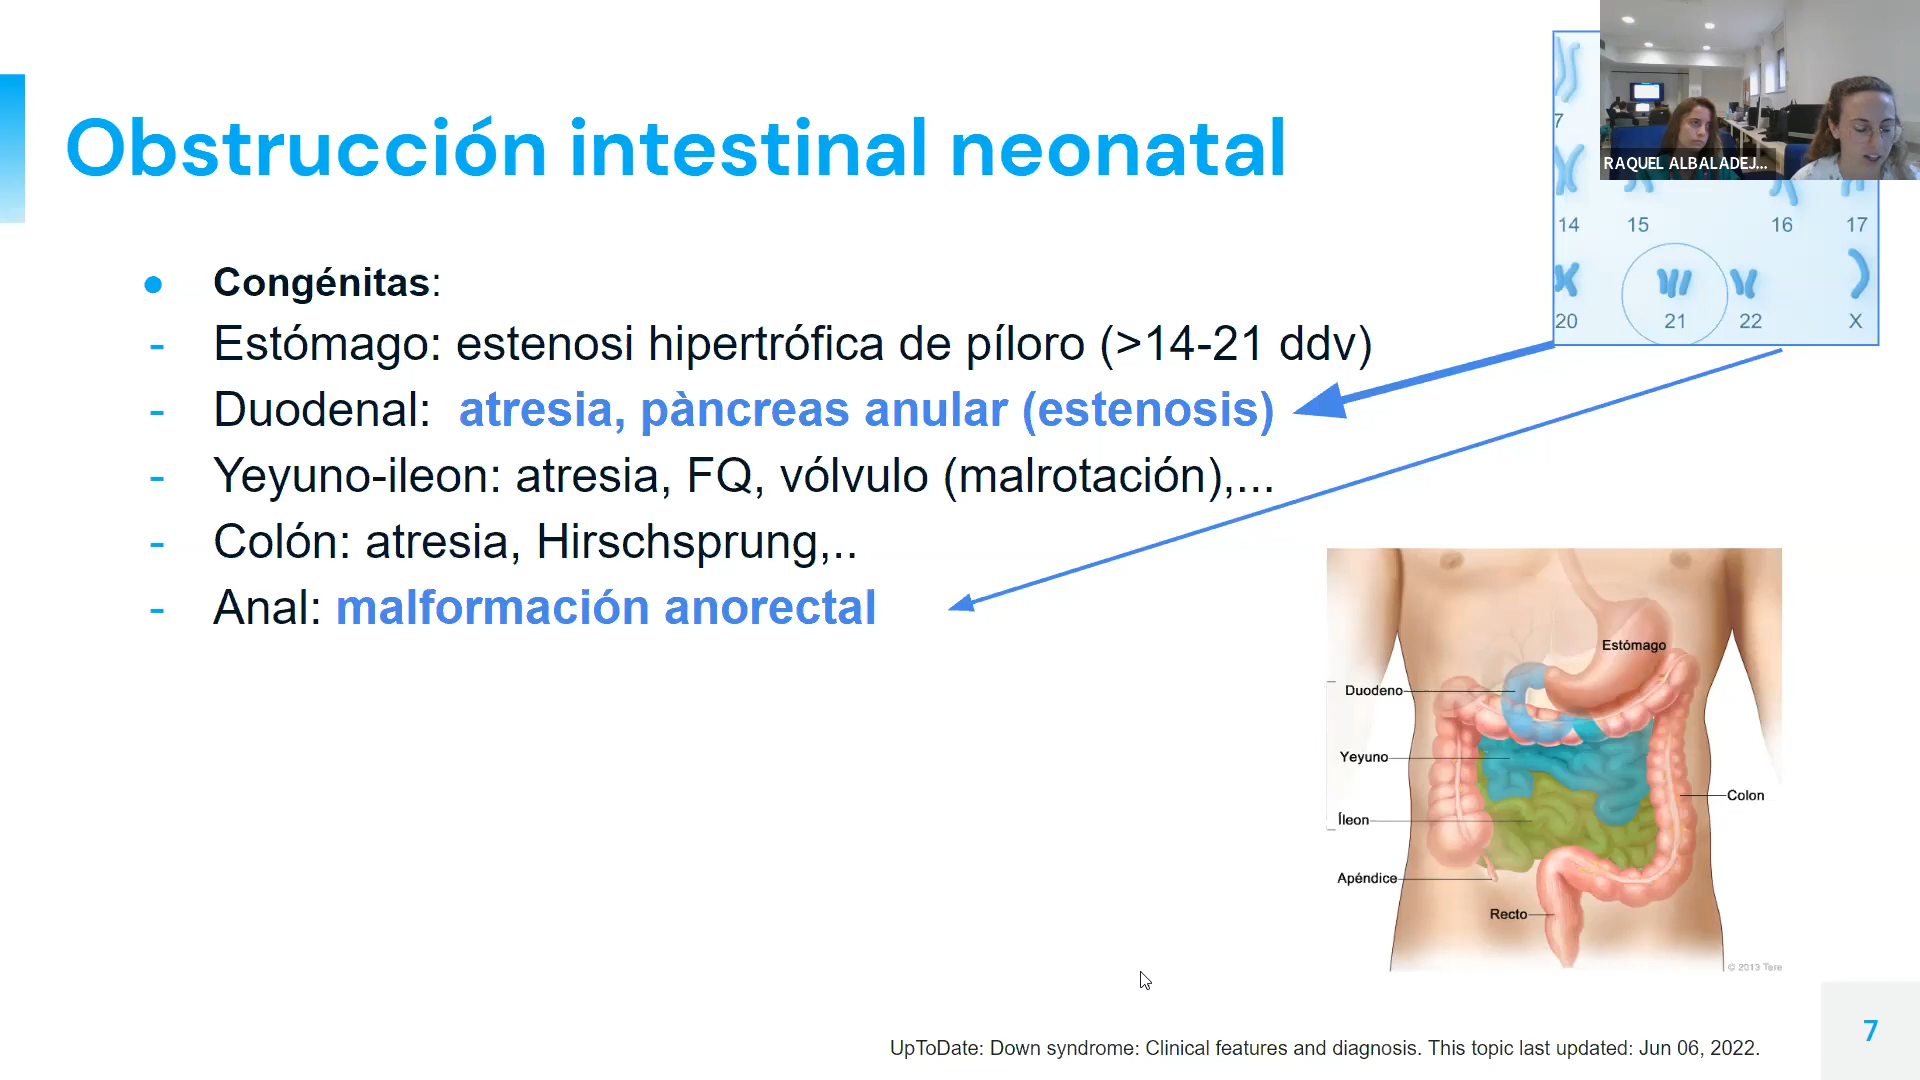 Obstrucción intestinal neonatal
RAQUEL ALBALADEJ...
7
14 15 16 17
20 21 22 X
● Congénitas:
- Estómago: estenosi hipertrófica de píloro (>14-21 ddv)
- Duodenal: atresia, pàncreas anular (estenosis)
- Yeyuno-ileon: atresia, FQ, vólvulo (malrotación),...
- Colón: atresia, Hirschsprung,..
- Anal: malformación anorectal
Estómago
Duodeno
Yeyuno
Colon
Íleon
Apéndice
Recto
© 2013 Tere
UpToDate: Down syndrome: Clinical features and diagnosis. This topic last updated: Jun 06, 2022.
7